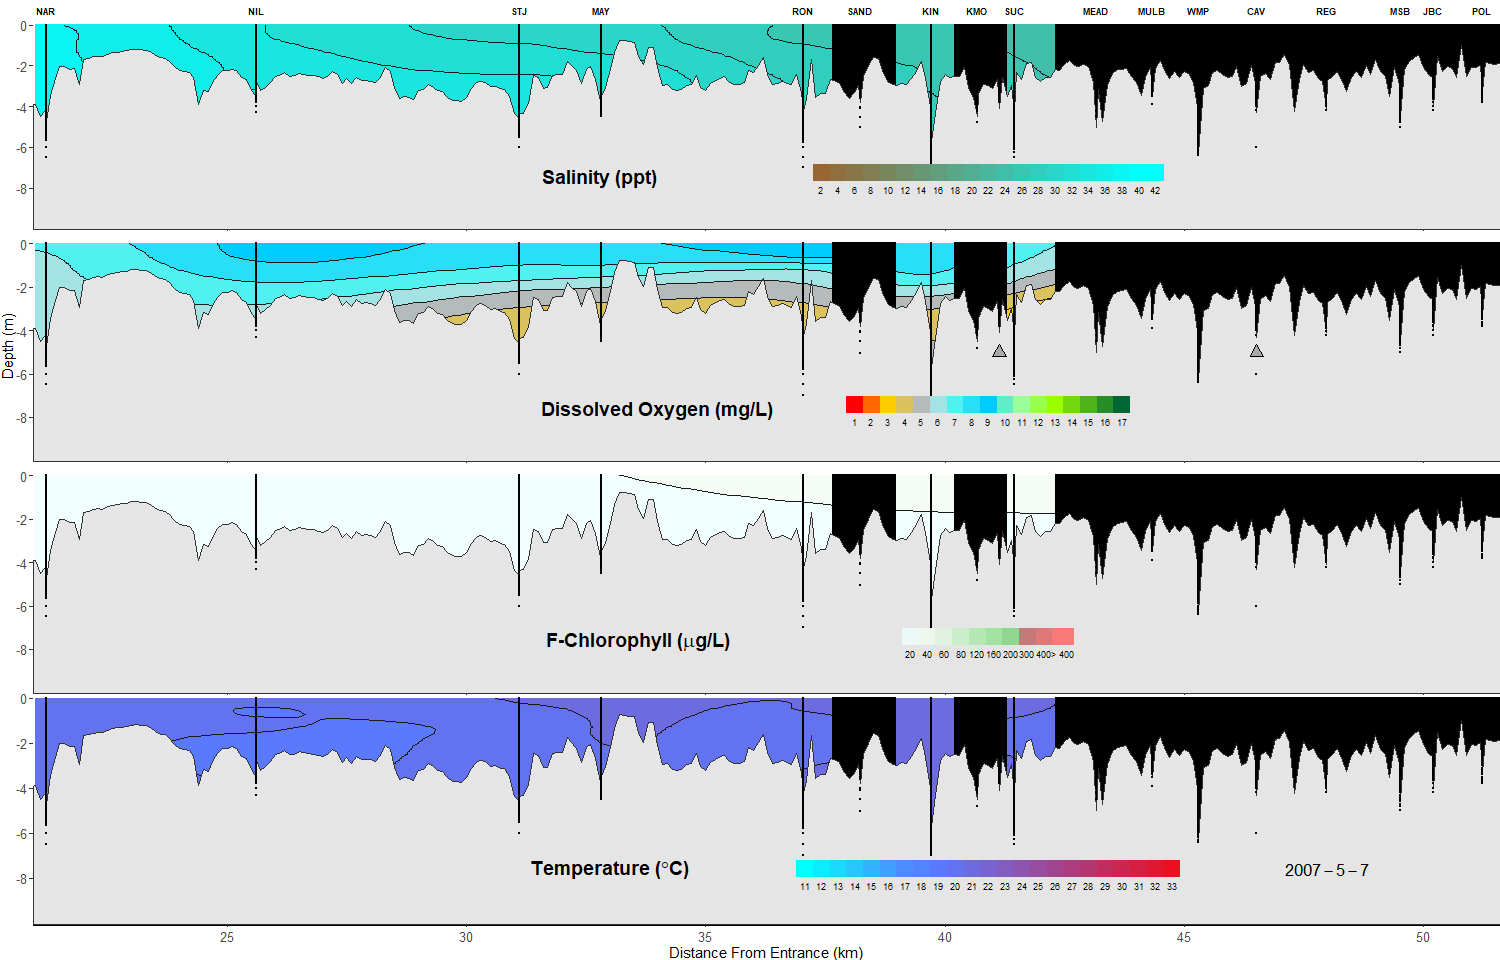 NAR NIL STJ MAY RON SAND KIN KMO SUC MEAD MULB WMP CAV REG MSB JBC POL
0
-2
-4
-6
-8
Salinity (ppt)
2 4 6 8 10 12 14 16 18 20 22 24 26 28 30 32 34 36 38 40 42
0
-2
-4
-6
-8
Depth (m)
Dissolved Oxygen (mg/L)
1 2 3 4 5 6 7 8 9 10 11 12 13 14 15 16 17
0
-2
-4
-6
-8
F-Chlorophyll (μg/L)
20 40 60 80 120 160 200 300 400> 400
0
-2
-4
-6
-8
Temperature (°C)
11 12 13 14 15 16 17 18 19 20 21 22 23 24 25 26 27 28 29 30 31 32 33
2007 – 5 – 7
25 30 35 40 45 50
Distance From Entrance (km)